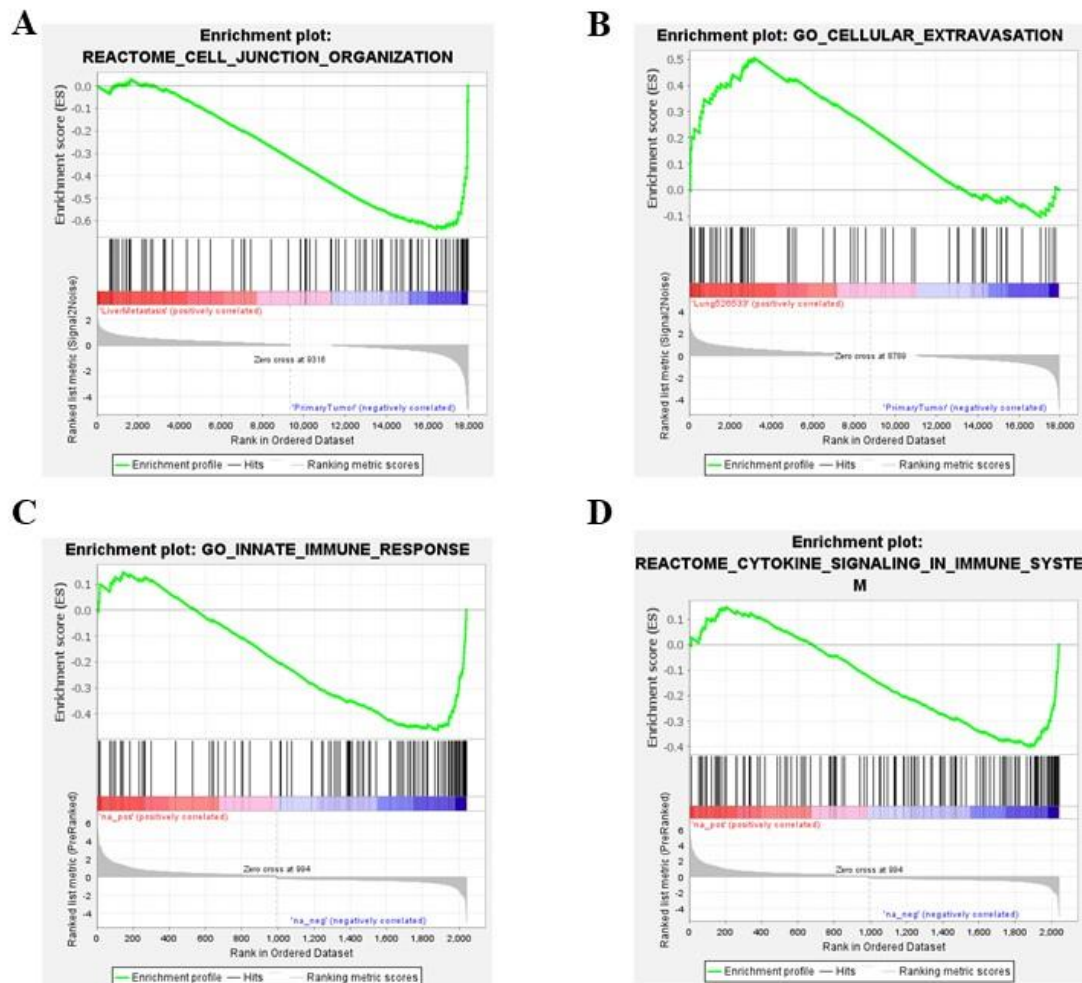 A
Enrichment plot:
REACTOME_CELL_JUNCTION_ORGANIZATION
Enrichment score (ES)
0.0
-0.1
-0.2
-0.3
-0.4
-0.5
-0.6
Ranked list metric (Signal2Noise)
'LiverMetastasis' (positively correlated)
2
0
-2
-4
Zero cross at 9316
'PrimaryTumor' (negatively correlated)
0 2,000 4,000 6,000 8,000 10,000 12,000 14,000 16,000 18,000
Rank in Ordered Dataset
Enrichment profile Hits Ranking metric scores
B
Enrichment plot: GO_CELLULAR_EXTRAVASATION
Enrichment score (ES)
0.5
0.4
0.3
0.2
0.1
0.0
-0.1
Ranked list metric (Signal2Noise)
(positively correlated)
4
2
0
-2
-4
Zero cross at
'PrimaryTumor' (negatively correlated)
0 2,000 4,000 6,000 8,000 10,000 12,000 14,000 16,000 18,000
Rank in Ordered Dataset
Enrichment profile Hits Ranking metric scores
C
Enrichment plot: GO_INNATE_IMMUNE_RESPONSE
Enrichment score (ES)
0.1
0.0
-0.1
-0.2
-0.3
-0.4
Ranked list metric (PreRanked)
'na_pos' (positively correlated)
6
4
2
0
-2
-4
Zero cross at 994
'na_neg' (negatively correlated)
0 200 400 600 800 1,000 1,200 1,400 1,600 1,800 2,000
Rank in Ordered Dataset
Enrichment profile Hits Ranking metric scores
D
Enrichment plot:
REACTOME_CYTOKINE_SIGNALING_IN_IMMUNE_SYSTE
M
Enrichment score (ES)
0.1
0.0
-0.1
-0.2
-0.3
-0.4
Ranked list metric (PreRanked)
'na_pos' (positively correlated)
6
4
2
0
-2
-4
Zero cross at 994
'na_neg' (negatively correlated)
0 200 400 600 800 1,000 1,200 1,400 1,600 1,800 2,000
Rank in Ordered Dataset
Enrichment profile Hits Ranking metric scores